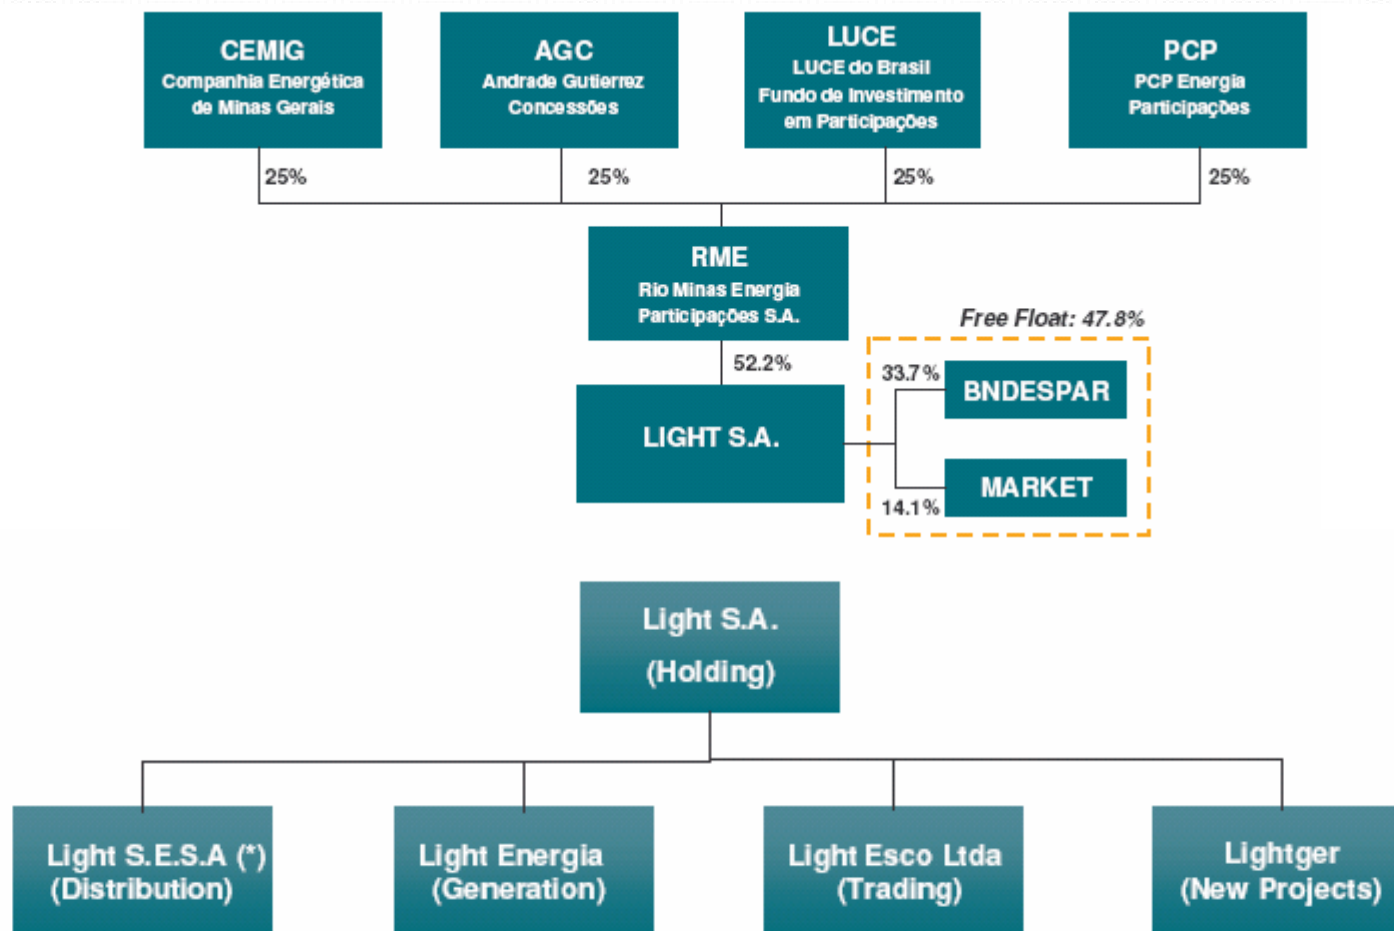 CEMIG
Companhia Energética
de Minas Gerais
AGC
Andrade Gutierrez
Concessões
LUCE
LUCE do Brasil
Fundo de Investimento
em Participações
PCP
PCP Energia
Participações
25%
25%
25%
25%
RME
Rio Minas Energia
Participações S.A.
Free Float: 47.8%
52.2%
33.7%
BNDESPAR
LIGHT S.A.
MARKET
14.1%
Light S.A.
(Holding)
Light S.E.S.A (*)
(Distribution)
Light Energia
(Generation)
Light Esco Ltda
(Trading)
Lightger
(New Projects)